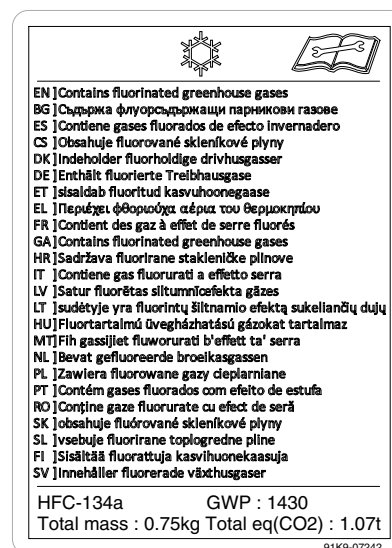 EN ]Contains fluorinated greenhouse gases
BG ]Съдържа флуорсъдържащи парникови газове
ES ]Contiene gases fluorados de efecto invernadero
CS ]Obsahuje fluorované skleníkové plyny
DK ]Indeholder fluorholdige drivhusgasser
DE ]Enthält fluorierte Treibhausgase
ET ]sisaldab fluoritud kasvuhoonegaase
EL ]Περιέχει φθοριούχα αέρια του θερμοκηπίου
FR ]Contient des gaz à effet de serre fluorés
GA]Contains fluorinated greenhouse gases
HR]Sadržava fluorirane stakleničke plinove
IT ]Contiene gas fluorurati a effetto serra
LV ]Satur fluorētas siltumnīcefekta gāzes
LT ]sudėtyje yra fluorintų šiltnamio efektą sukeliančių dujų
HU]Fluortartalmú üvegházhatású gázokat tartalmaz
MT]Fih gassijiet fluworurati b'effett ta' serra
NL ]Bevat gefluoreerde broeikasgassen
PL ]Zawiera fluorowane gazy cieplarniane
PT ]Contém gases fluorados com efeito de estufa
RO ]Conține gaze fluorurate cu efect de seră
SK ]obsahuje fluórované skleníkové plyny
SL ]vsebuje fluorirane toplogredne pline
FI ]Sisältää fluorattuja kasvihuonekaasuja
SV ]Innehåller fluorerade växthusgaser
HFC-134a GWP : 1430
Total mass : 0.75kg Total eq(CO2) : 1.07t
91K9-07242